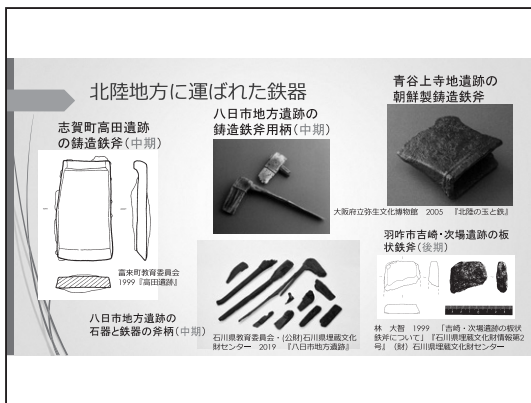 北陸地方に運ばれた鉄器
志賀町高田遺跡
の鋳造鉄斧(中期)
富来町教育委員会
1999『高田遺跡』
八日市地方遺跡の
石器と鉄器の斧柄(中期)
八日市地方遺跡の
鋳造鉄斧用柄(中期)
石川県教育委員会・(公財)石川県埋蔵文化
財センター 2019 『八日市地方遺跡』
青谷上寺地遺跡の
朝鮮製鋳造鉄斧
大阪府立弥生文化博物館 2005 『北陸の玉と鉄』
羽咋市吉崎・次場遺跡の板
状鉄斧(後期)
林 大智 1999 「吉崎・次場遺跡の板状
鉄斧について」『石川県埋蔵文化財情報第2
号』(財)石川県埋蔵文化財センター